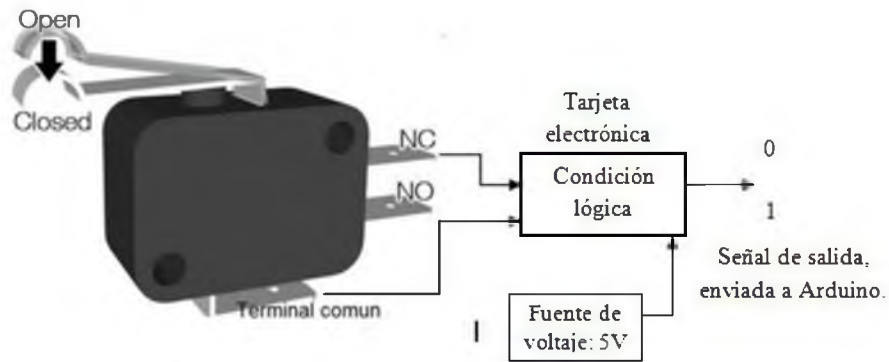 Open
Closed
NC
NO
Terminal comun
Tarjeta
electrónica
Condición
lógica
0
1
Señal de salida,
enviada a Arduino.
Fuente de
voltaje: 5V